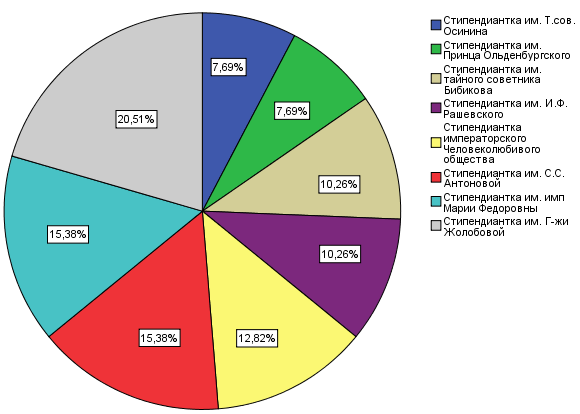 7,69%
7,69%
10,26%
10,26%
12,82%
15,38%
15,38%
20,51%
Стипендиантка им. Т.сов.
Осинина
Стипендиантка им.
Принца Ольденбургского
Стипендиантка им.
тайного советника
Бибикова
Стипендиантка им. И.Ф.
Рашевского
Стипендиантка
императорского
Человеколюбивого
общества
Стипендиантка им. С.С.
Антоновой
Стипендиантка им. имп
Марии Федоровны
Стипендиантка им. Г-жи
Жолобовой